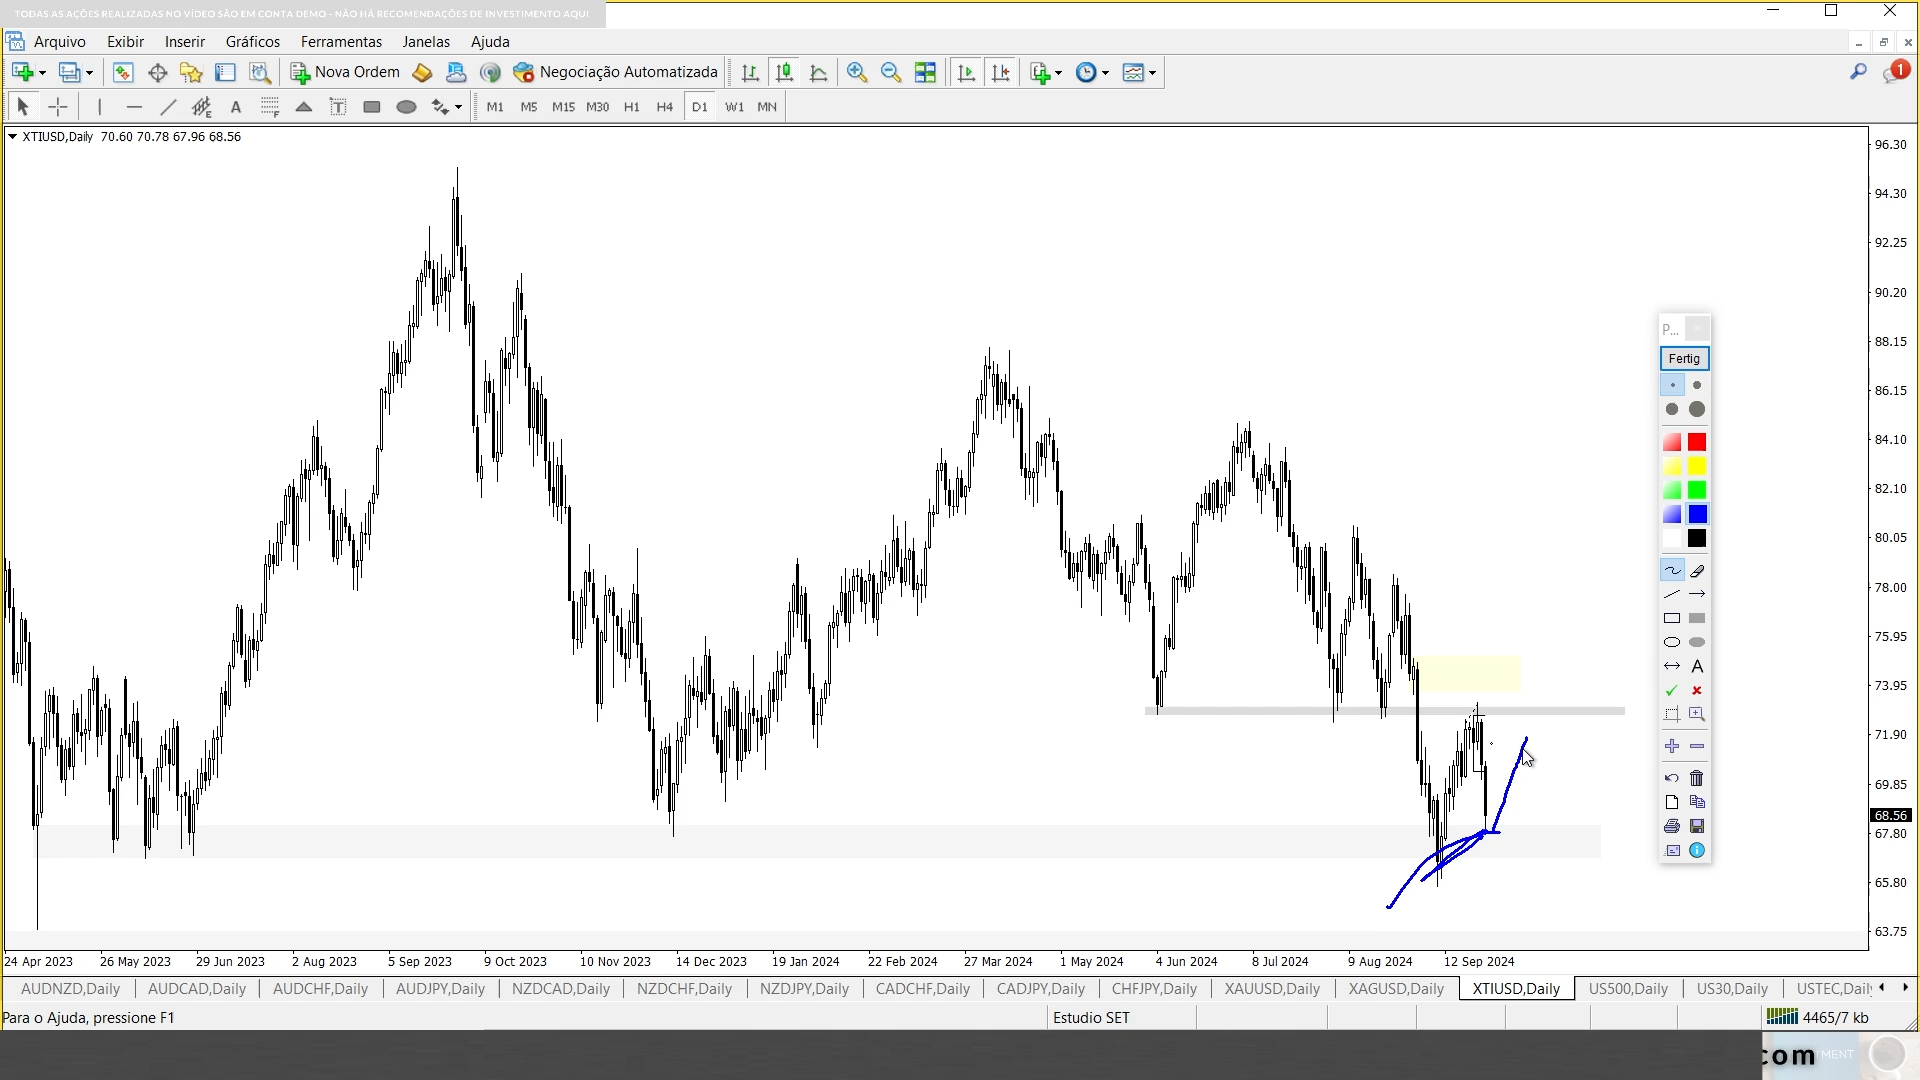 TODAS AS AÇÕES REALIZADAS NO VÍDEO SÃO EM CONTA DEMO - NÃO HÁ RECOMENDAÇÕES DE INVESTIMENTO AQUI
Arquivo Exibir Inserir Gráficos Ferramentas Janelas Ajuda
Nova Ordem Negociação Automatizada 1
A T M1 M5 M15 M30 H1 H4 D1 W1 MN
XTIUSD,Daily 70.60 70.78 67.96 68.56
96.30
94.30
92.25
90.20
88.15
P...
Fertig
86.15
84.10
82.10
80.05
78.00
75.95
A
73.95
71.90
69.85
68.56
67.80
65.80
63.75
24 Apr 2023 26 May 2023 29 Jun 2023 2 Aug 2023 5 Sep 2023 9 Oct 2023 10 Nov 2023 14 Dec 2023 19 Jan 2024 22 Feb 2024 27 Mar 2024 1 May 2024 4 Jun 2024 8 Jul 2024 9 Aug 2024 12 Sep 2024
AUDNZD,Daily AUDCAD,Daily AUDCHF,Daily AUDJPY,Daily NZDCAD,Daily NZDCHF,Daily NZDJPY,Daily CADCHF,Daily CADJPY,Daily CHFJPY,Daily XAUUSD,Daily XAGUSD,Daily XTIUSD,Daily US500,Daily US30,Daily USTEC,Daily
Para o Ajuda, pressione F1 Estudio SET 4465/7 kb
com MENT